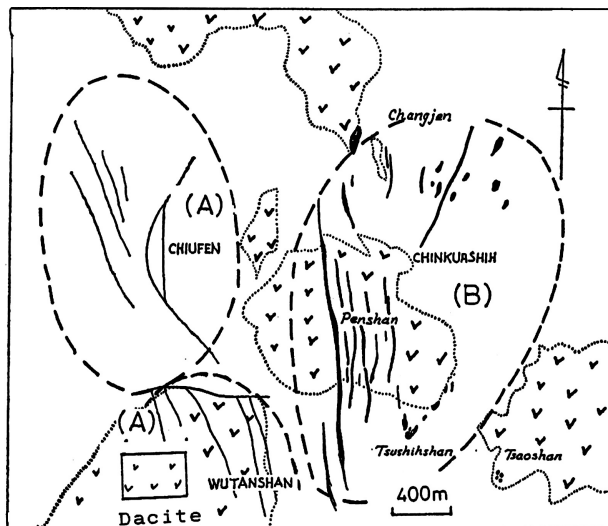 Changjen
(A)
CHIUFEN
CHINKUASHIH
(B)
Penshan
(A)
Tsushihshan
Tsaoshan
WUTANSHAN
400m
Dacite